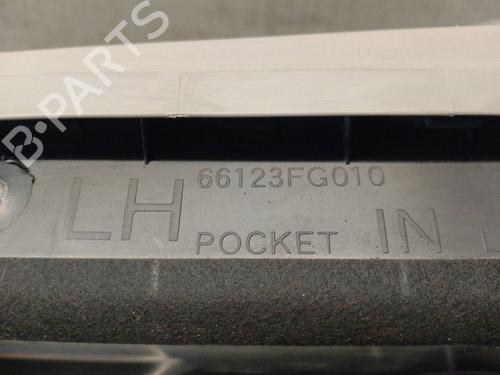 B-PARTS
LH 66123FG010
POCKET IN